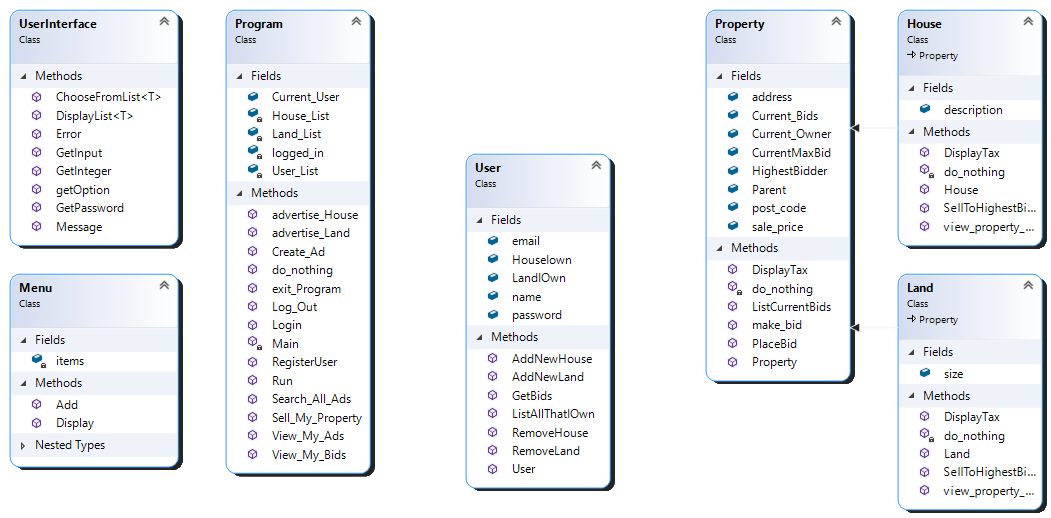 UserInterface
Class
Methods
ChooseFromList<T>
DisplayList<T>
Error
GetInput
GetInteger
getOption
GetPassword
Message
Menu
Class
Fields
items
Methods
Add
Display
Nested Types
Program
Class
Fields
Current_User
House_List
Land_List
logged_in
User_List
Methods
advertise_House
advertise_Land
Create_Ad
do_nothing
exit_Program
Log_Out
Login
Main
RegisterUser
Run
Search_All_Ads
Sell_My_Property
View_My_Ads
View_My_Bids
User
Class
Fields
email
HouseIown
LandIOwn
name
password
Methods
AddNewHouse
AddNewLand
GetBids
ListAllThatIOwn
RemoveHouse
RemoveLand
User
Property
Class
Fields
address
Current_Bids
Current_Owner
CurrentMaxBid
HighestBidder
Parent
post_code
sale_price
Methods
DisplayTax
do_nothing
ListCurrentBids
make_bid
PlaceBid
Property
House
Class
Property
Fields
description
Methods
DisplayTax
do_nothing
House
SellToHighestBi...
view_property_...
Land
Class
Property
Fields
size
Methods
DisplayTax
do_nothing
Land
SellToHighestBi...
view_property_...